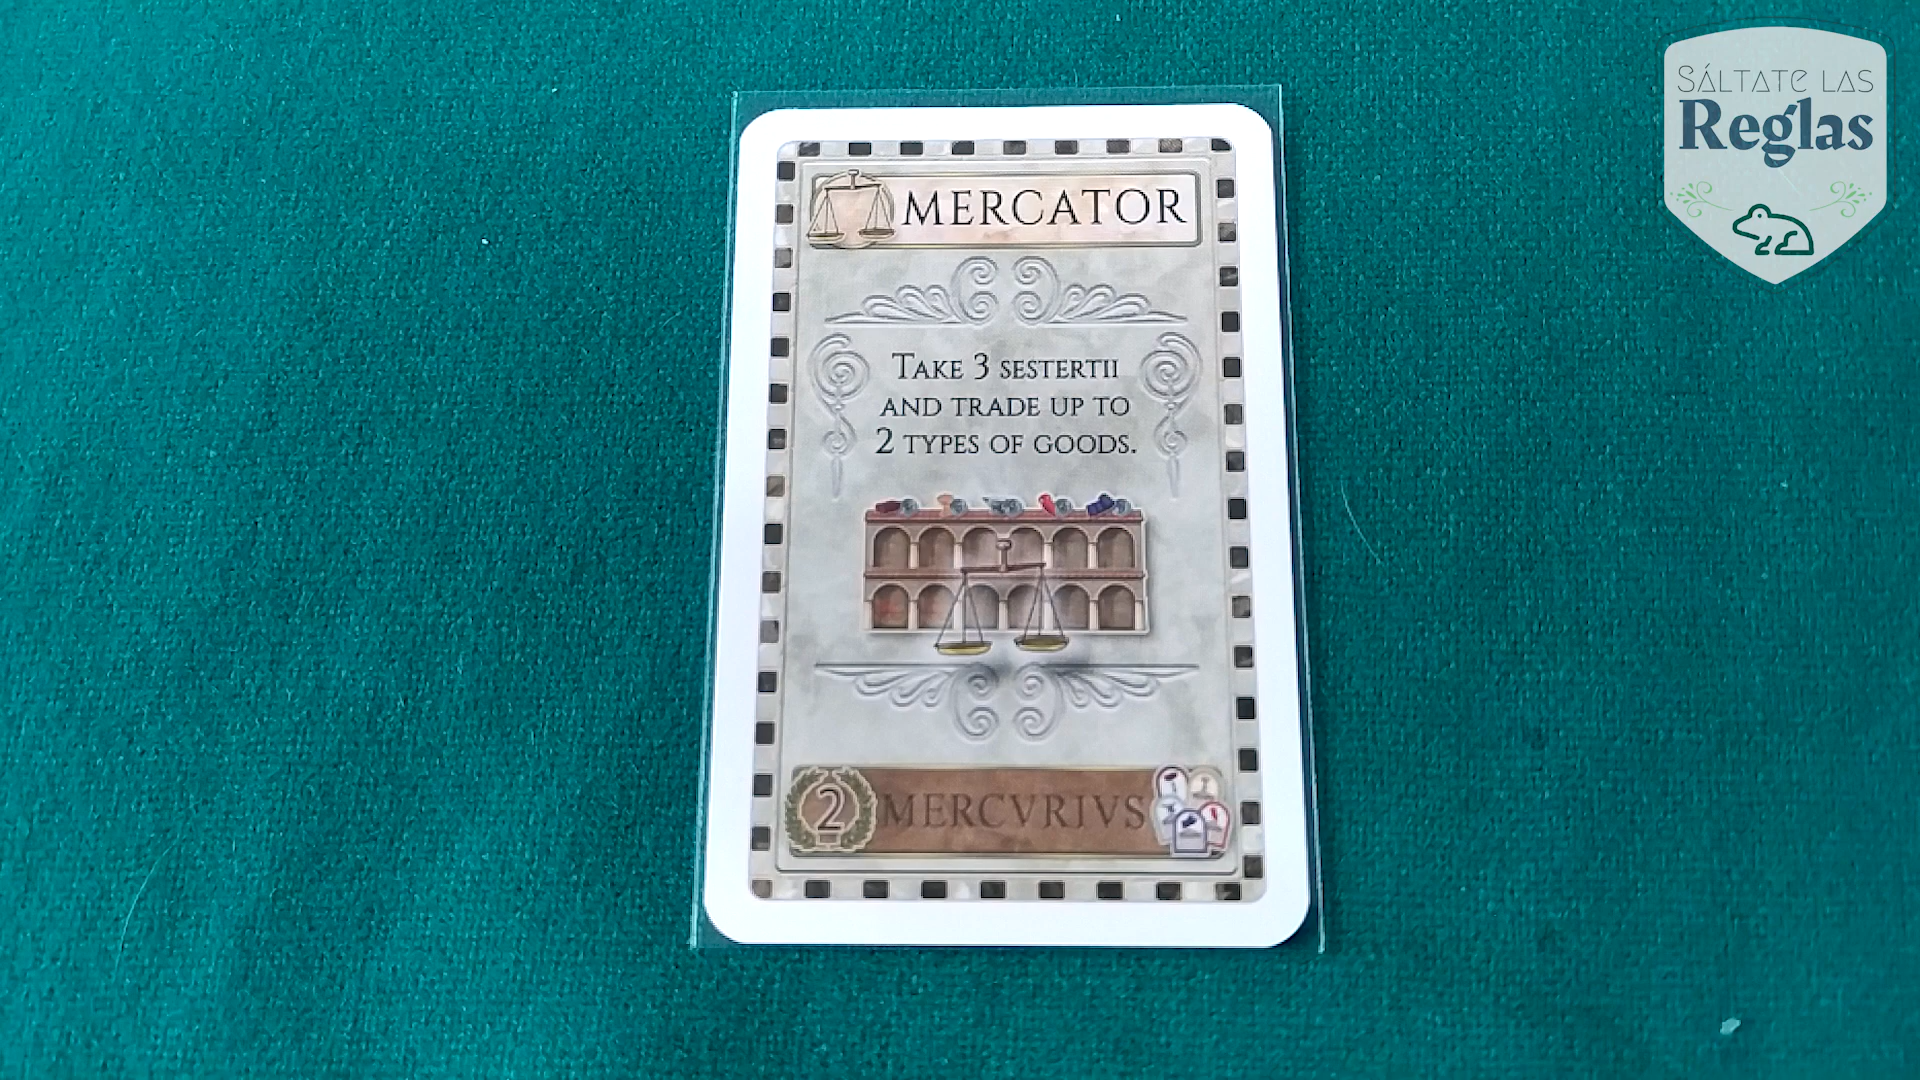 SÁLTATE LAS
Reglas
MERCATOR
TAKE 3 SESTERTII
AND TRADE UP TO
2 TYPES OF GOODS.
2 MERCVRIVS